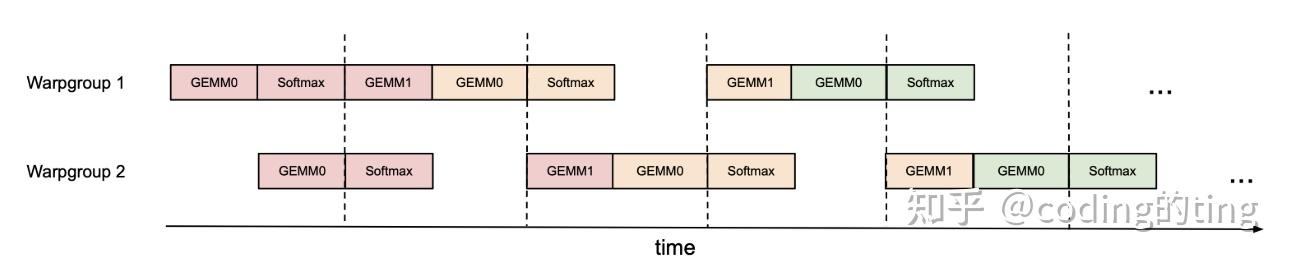 Warpgroup 1 GEMM0 Softmax GEMM1 GEMM0 Softmax GEMM1 GEMM0 Softmax ...
Warpgroup 2 GEMM0 Softmax GEMM1 GEMM0 Softmax GEMM1 GEMM0 Softmax ...
知乎 @coding的ting
time